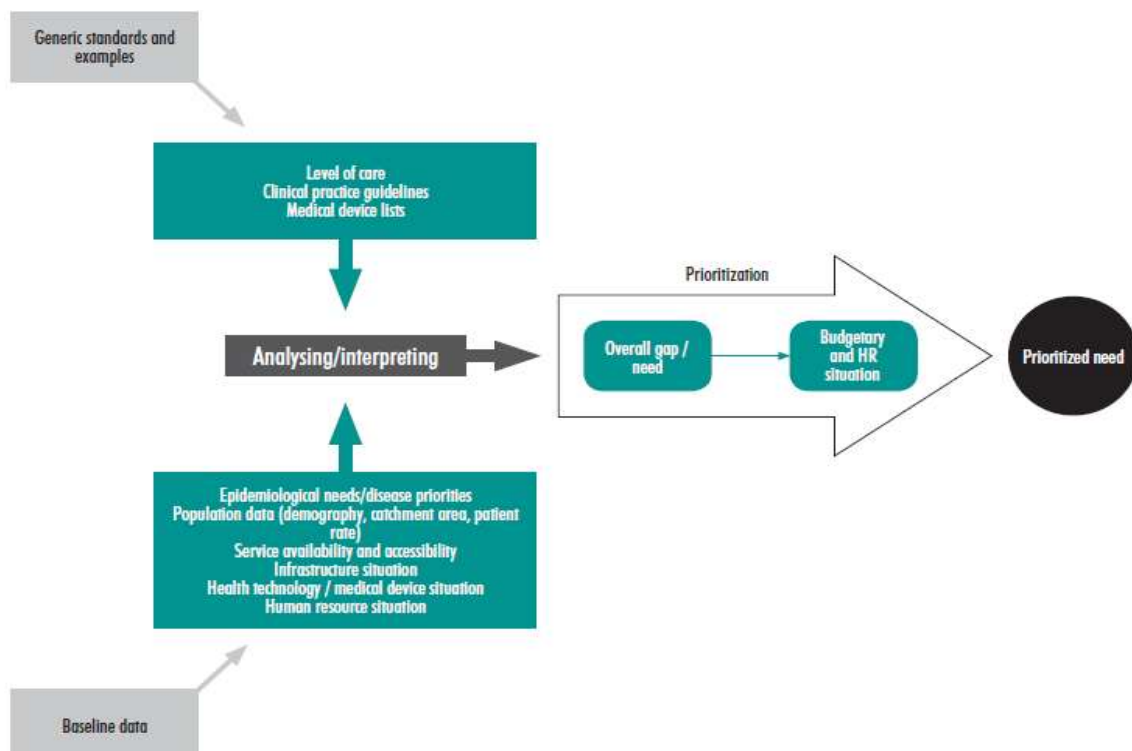 Generic standards and
examples
Level of care
Clinical practice guidelines
Medical device lists
Prioritization
Analysing/interpreting
Overall gap /
need
Budgetary
and HR
situation
Prioritized need
Epidemiological needs/disease priorities
Population data (demography, catchment area, patient
rate)
Service availability and accessibility
Infrastructure situation
Health technology / medical device situation
Human resource situation
Baseline data